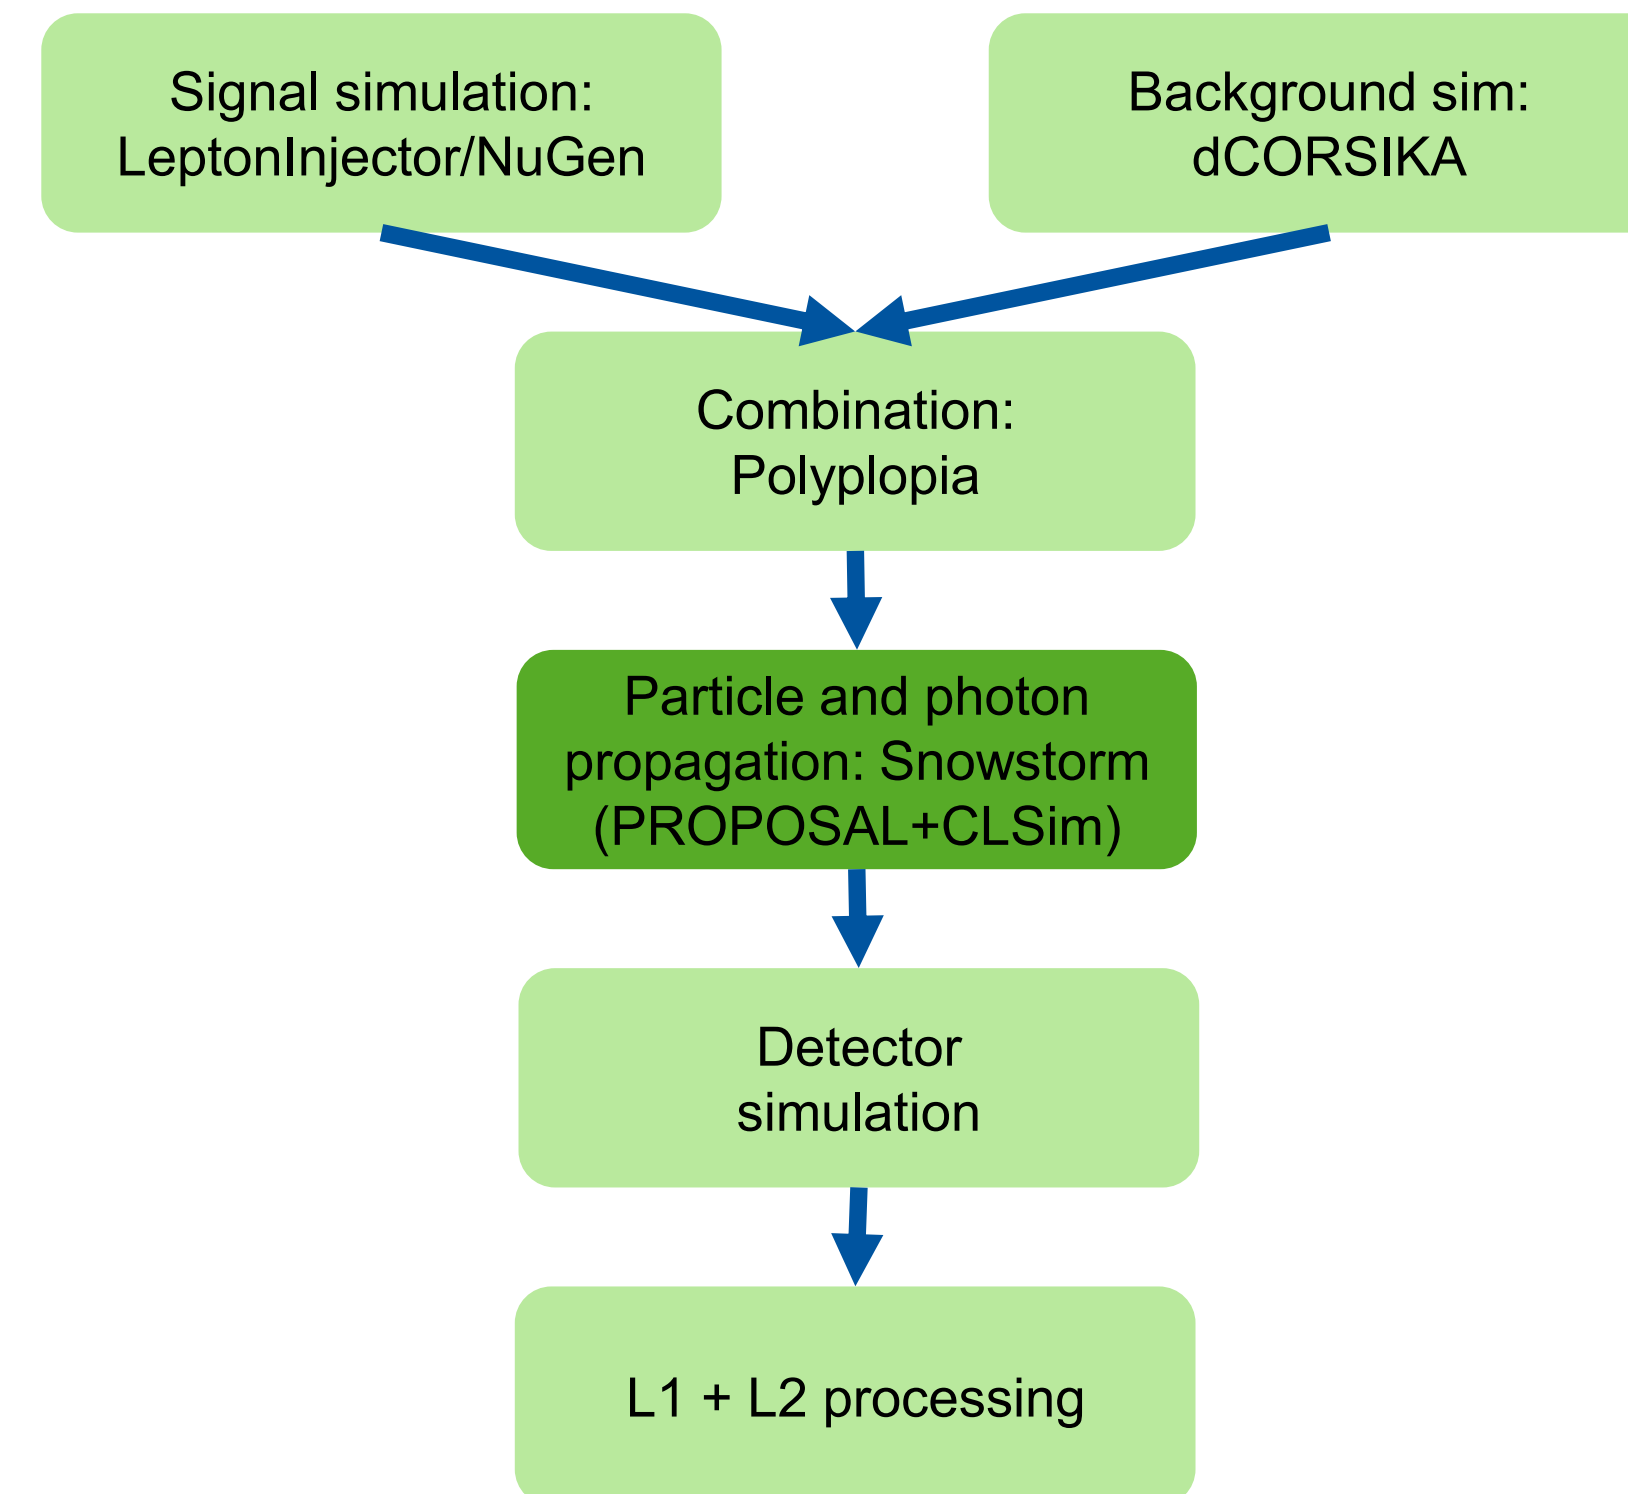 Signal simulation:
LeptonInjector/NuGen
Background sim:
dCORSIKA
Combination:
Polyplopia
Particle and photon
propagation: Snowstorm
(PROPOSAL+CLSim)
Detector
simulation
L1 + L2 processing